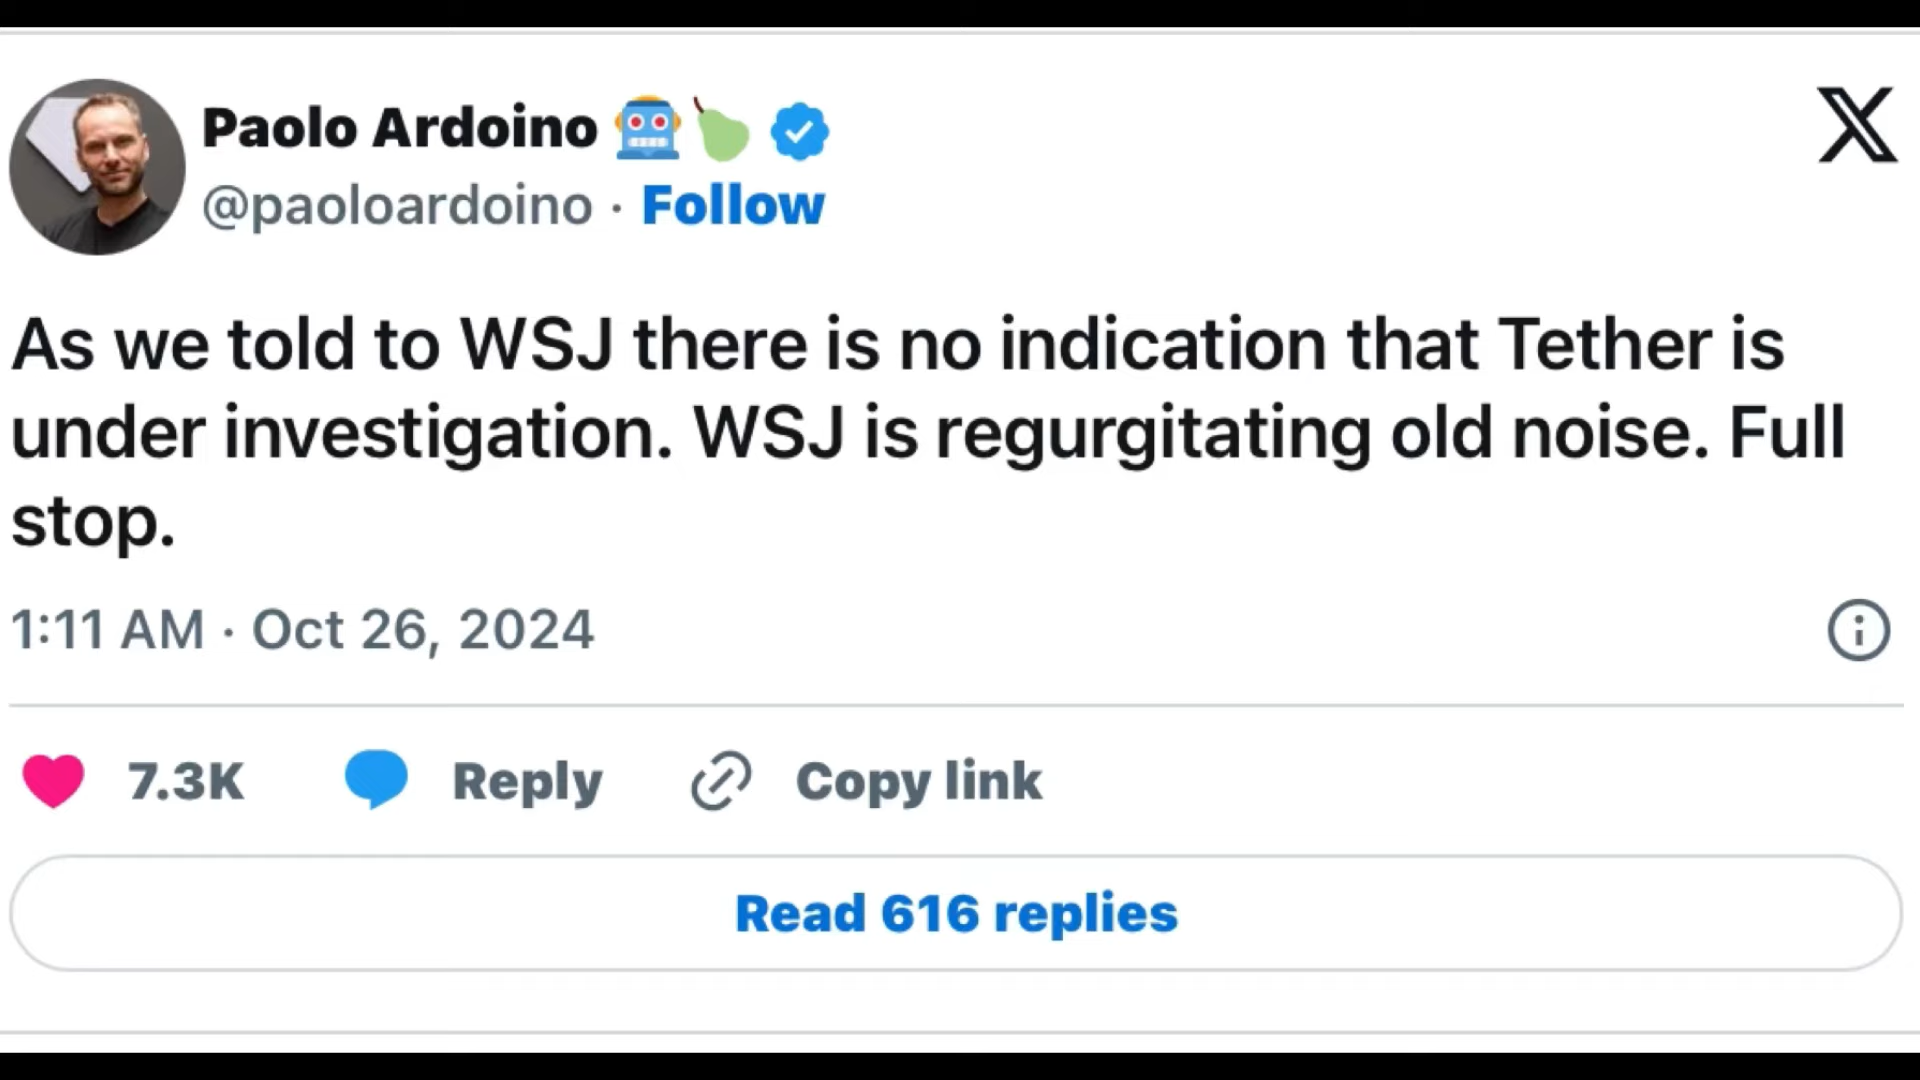 Paolo Ardoino 🤖🍐
@paoloardoino · Follow
As we told to WSJ there is no indication that Tether is
under investigation. WSJ is regurgitating old noise. Full
stop.
1:11 AM · Oct 26, 2024
7.3K Reply Copy link
Read 616 replies